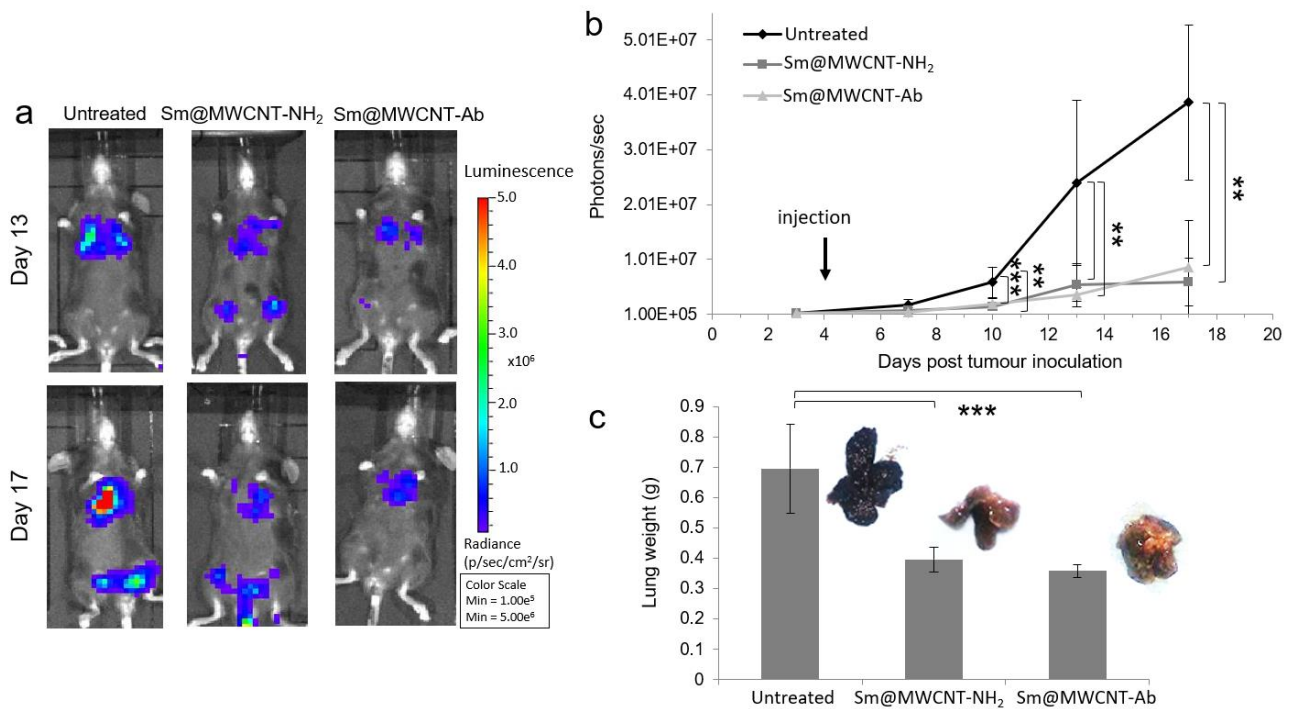 a
Untreated Sm@MWCNT-NH₂ Sm@MWCNT-Ab
Day 13
Day 17
Luminescence
5.0
4.0
3.0
x10⁶
2.0
1.0
Radiance
(p/sec/cm²/sr)
Color Scale
Min = 1.00e⁵
Min = 5.00e⁶
b
Untreated
Sm@MWCNT-NH₂
Sm@MWCNT-Ab
Photons/sec
5.01E+07
4.01E+07
3.01E+07
2.01E+07
1.01E+07
1.00E+05
injection
***
**
**
**
0 2 4 6 8 10 12 14 16 18 20
Days post tumour inoculation
c
***
Lung weight (g)
0.9
0.8
0.7
0.6
0.5
0.4
0.3
0.2
0.1
0
Untreated Sm@MWCNT-NH₂ Sm@MWCNT-Ab